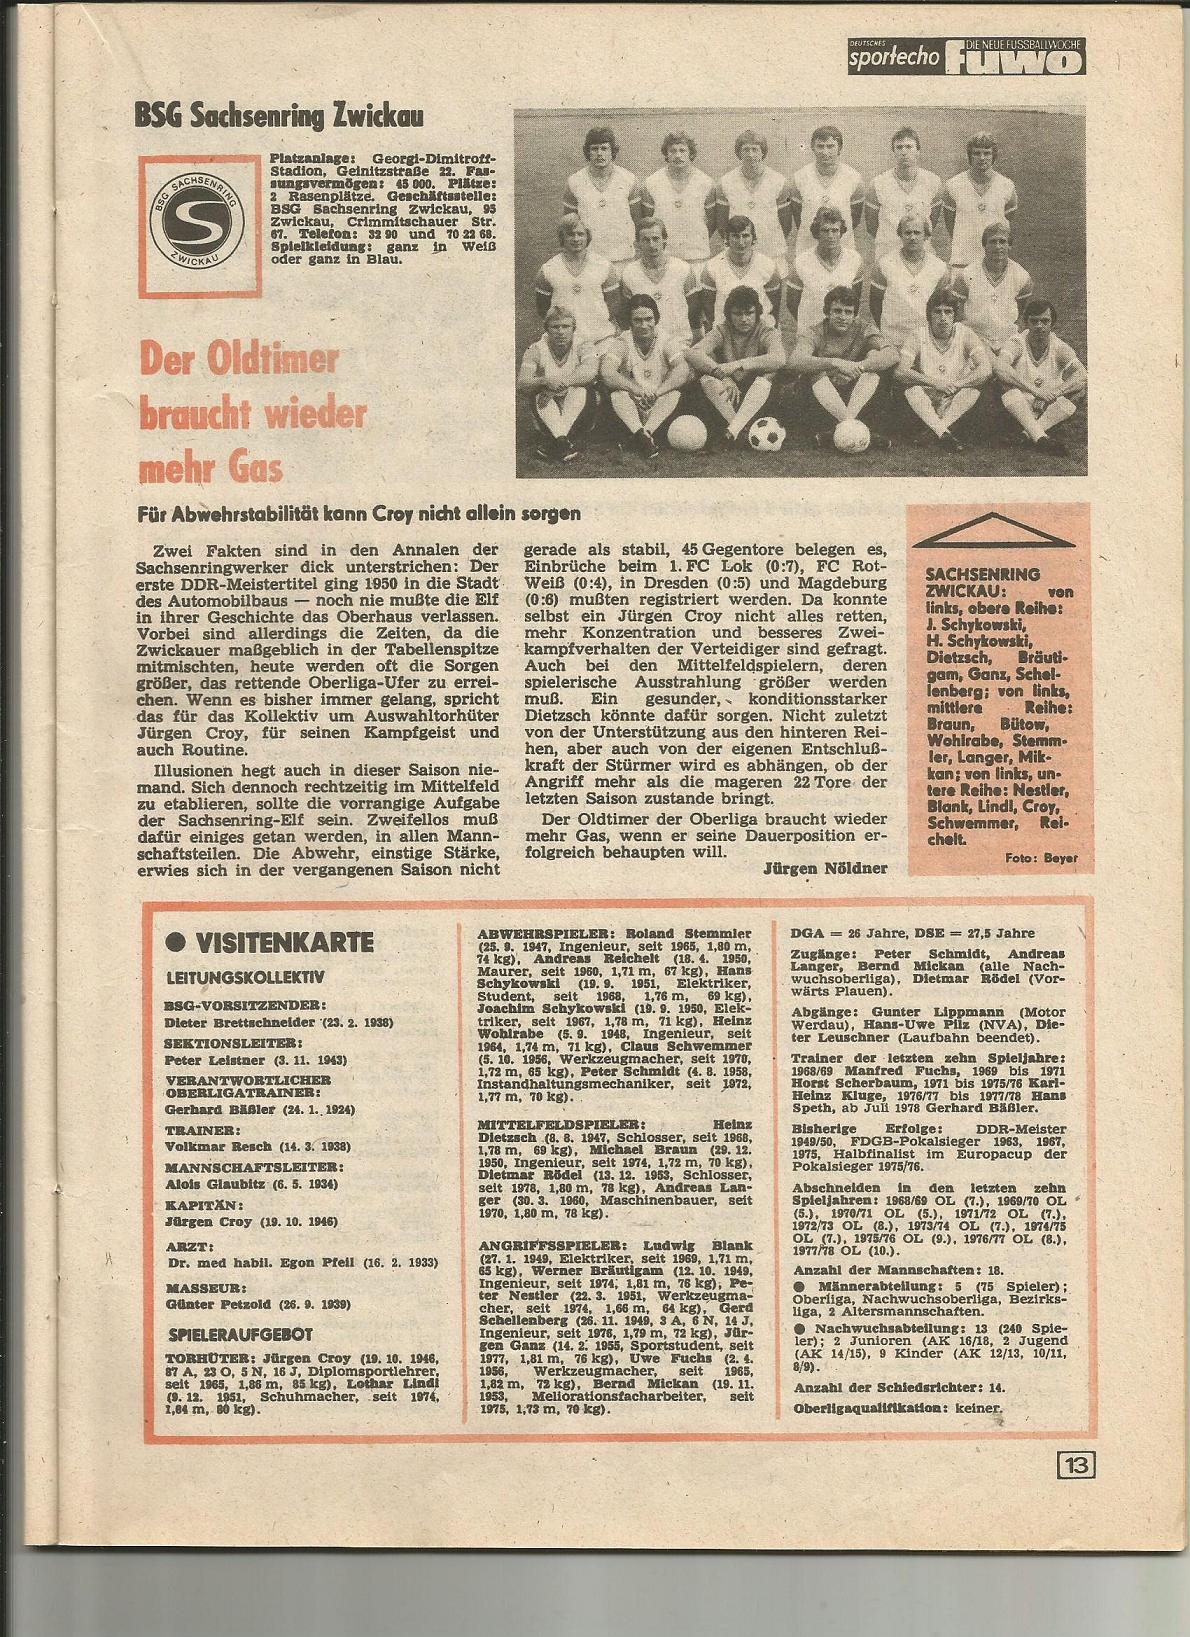 DEUTSCHES
sportecho
DIE NEUE FUSSBALLWOCHE
fuwo
BSG Sachsenring Zwickau
BSG SACHSENRING
S
ZWICKAU
Platzanlage: Georgi-Dimitroff-
Stadion, Geinitzstraße 22. Fas-
sungsvermögen: 45 000. Plätze:
2 Rasenplätze. Geschäftsstelle:
BSG Sachsenring Zwickau, 95
Zwickau, Crimmitschauer Str.
67. Telefon: 32 90 und 70 22 68.
Spielkleidung: ganz in Weiß
oder ganz in Blau.
Der Oldtimer
braucht wieder
mehr Gas
Für Abwehrstabilität kann Croy nicht allein sorgen
Zwei Fakten sind in den Annalen der
Sachsenringwerker dick unterstrichen: Der
erste DDR-Meistertitel ging 1950 in die Stadt
des Automobilbaus — noch nie mußte die Elf
in ihrer Geschichte das Oberhaus verlassen.
Vorbei sind allerdings die Zeiten, da die
Zwickauer maßgeblich in der Tabellenspitze
mitmischten, heute werden oft die Sorgen
größer, das rettende Oberliga-Ufer zu errei-
chen. Wenn es bisher immer gelang, spricht
das für das Kollektiv um Auswahltorhüter
Jürgen Croy, für seinen Kampfgeist und
auch Routine.
Illusionen hegt auch in dieser Saison nie-
mand. Sich dennoch rechtzeitig im Mittelfeld
zu etablieren, sollte die vorrangige Aufgabe
der Sachsenring-Elf sein. Zweifellos muß
dafür einiges getan werden, in allen Mann-
schaftsteilen. Die Abwehr, einstige Stärke,
erwies sich in der vergangenen Saison nicht
gerade als stabil, 45 Gegentore belegen es,
Einbrüche beim 1. FC Lok (0:7), FC Rot-
Weiß (0:4), in Dresden (0:5) und Magdeburg
(0:6) mußten registriert werden. Da konnte
selbst ein Jürgen Croy nicht alles retten,
mehr Konzentration und besseres Zwei-
kampfverhalten der Verteidiger sind gefragt.
Auch bei den Mittelfeldspielern, deren
spielerische Ausstrahlung größer werden
muß. Ein gesunder, konditionsstarker
Dietzsch könnte dafür sorgen. Nicht zuletzt
von der Unterstützung aus den hinteren Rei-
hen, aber auch von der eigenen Entschluß-
kraft der Stürmer wird es abhängen, ob der
Angriff mehr als die mageren 22 Tore der
letzten Saison zustande bringt.
Der Oldtimer der Oberliga braucht wieder
mehr Gas, wenn er seine Dauerposition er-
folgreich behaupten will.
Jürgen Nöldner
SACHSENRING
ZWICKAU: von
links, obere Reihe:
J. Schykowski,
H. Schykowski,
Dietzsch, Bräuti-
gam, Ganz, Schel-
lenberg; von links,
mittlere Reihe:
Braun, Bütow,
Wohlrabe, Stemm-
ler, Langer, Mik-
kan; von links, un-
tere Reihe: Nestler,
Blank, Lindl, Croy,
Schwemmer, Rei-
chelt.
Foto: Beyer
● VISITENKARTE
LEITUNGSKOLLEKTIV
BSG-VORSITZENDER:
Dieter Brettschneider (23. 2. 1938)
SEKTIONSLEITER:
Peter Leistner (3. 11. 1943)
VERANTWORTLICHER
OBERLIGATRAINER:
Gerhard Bäßler (24. 1. 1924)
TRAINER:
Volkmar Resch (14. 3. 1938)
MANNSCHAFTSLEITER:
Alois Glaubitz (6. 5. 1934)
KAPITÄN:
Jürgen Croy (19. 10. 1946)
ARZT:
Dr. med habil. Egon Pfeil (16. 2. 1933)
MASSEUR:
Günter Petzold (26. 9. 1939)
SPIELERAUFGEBOT
TORHÜTER: Jürgen Croy (19. 10. 1946,
87 A, 23 O, 5 N, 16 J, Diplomsportlehrer,
seit 1965, 1,86 m, 85 kg), Lothar Lindl
(9. 12. 1951, Schuhmacher, seit 1974,
1,84 m, 80 kg).
ABWEHRSPIELER: Roland Stemmler
(25. 9. 1947, Ingenieur, seit 1965, 1,80 m,
74 kg), Andreas Reichelt (18. 4. 1950,
Maurer, seit 1960, 1,71 m, 67 kg), Hans
Schykowski (19. 9. 1951, Elektriker,
Student, seit 1968, 1,76 m, 69 kg),
Joachim Schykowski (19. 9. 1950, Elek-
triker, seit 1967, 1,78 m, 71 kg), Heinz
Wohlrabe (5. 9. 1948, Ingenieur, seit
1964, 1,74 m, 71 kg), Claus Schwemmer
(5. 10. 1956, Werkzeugmacher, seit 1970,
1,72 m, 65 kg), Peter Schmidt (4. 8. 1958,
Instandhaltungsmechaniker, seit 1972,
1,77 m, 70 kg).
MITTELFELDSPIELER: Heinz
Dietzsch (8. 8. 1947, Schlosser, seit 1968,
1,78 m, 69 kg), Michael Braun (29. 12.
1950, Ingenieur, seit 1974, 1,72 m, 70 kg),
Dietmar Rödel (13. 12. 1953, Schlosser,
seit 1978, 1,80 m, 78 kg), Andreas Lan-
ger (30. 3. 1960, Maschinenbauer, seit
1970, 1,80 m, 78 kg).
ANGRIFFSSPIELER: Ludwig Blank
(27. 1. 1949, Elektriker, seit 1969, 1,71 m,
65 kg), Werner Bräutigam (12. 10. 1949,
Ingenieur, seit 1974, 1,81 m, 76 kg), Pe-
ter Nestler (22. 3. 1951, Werkzeugma-
cher, seit 1974, 1,66 m, 64 kg), Gerd
Schellenberg (26. 11. 1949, 3 A, 6 N, 14 J,
Ingenieur, seit 1976, 1,79 m, 72 kg), Jür-
gen Ganz (14. 2. 1955, Sportstudent, seit
1977, 1,81 m, 76 kg), Uwe Fuchs (2. 4.
1956, Werkzeugmacher, seit 1965,
1,82 m, 72 kg), Bernd Mickan (19. 11.
1953, Meliorationsfacharbeiter, seit
1975, 1,73 m, 70 kg).
DGA = 26 Jahre, DSE = 27,5 Jahre
Zugänge: Peter Schmidt, Andreas
Langer, Bernd Mickan (alle Nach-
wuchsoberliga), Dietmar Rödel (Vor-
wärts Plauen).
Abgänge: Gunter Lippmann (Motor
Werdau), Hans-Uwe Pilz (NVA), Die-
ter Leuschner (Laufbahn beendet).
Trainer der letzten zehn Spieljahre:
1968/69 Manfred Fuchs, 1969 bis 1971
Horst Scherbaum, 1971 bis 1975/76 Karl-
Heinz Kluge, 1976/77 bis 1977/78 Hans
Speth, ab Juli 1978 Gerhard Bäßler.
Bisherige Erfolge: DDR-Meister
1949/50, FDGB-Pokalsieger 1963, 1967,
1975, Halbfinalist im Europacup der
Pokalsieger 1975/76.
Abschneiden in den letzten zehn
Spieljahren: 1968/69 OL (7.), 1969/70 OL
(5.), 1970/71 OL (5.), 1971/72 OL (7.),
1972/73 OL (8.), 1973/74 OL (7.), 1974/75
OL (7.), 1975/76 OL (9.), 1976/77 OL (8.),
1977/78 OL (10.).
Anzahl der Mannschaften: 18.
● Männerabteilung: 5 (75 Spieler);
Oberliga, Nachwuchsoberliga, Bezirks-
liga, 2 Altersmannschaften.
● Nachwuchsabteilung: 13 (240 Spie-
ler); 2 Junioren (AK 16/18, 2 Jugend
(AK 14/15), 9 Kinder (AK 12/13, 10/11,
8/9).
Anzahl der Schiedsrichter: 14.
Oberligaqualifikation: keiner.
13